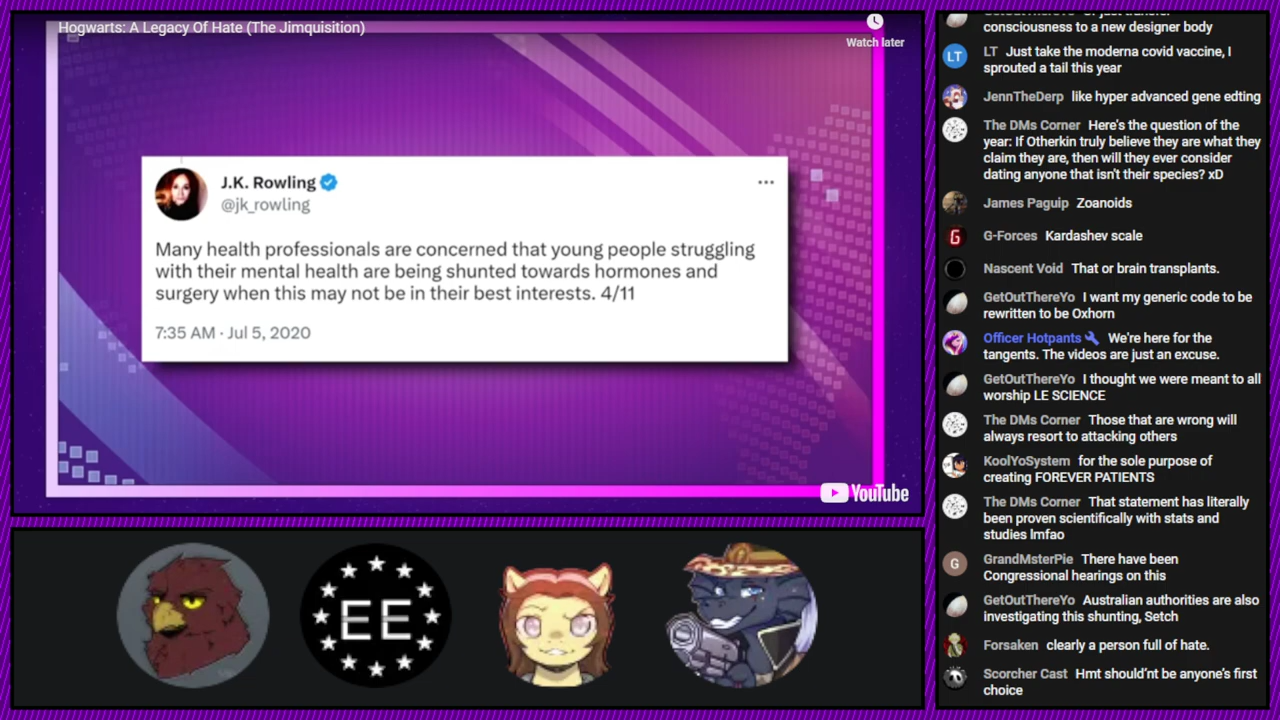 Hogwarts: A Legacy Of Hate (The Jimquisition)
Watch later
J.K. Rowling
@jk_rowling
Many health professionals are concerned that young people struggling
with their mental health are being shunted towards hormones and
surgery when this may not be in their best interests. 4/11
7:35 AM · Jul 5, 2020
YouTube
EE
consciousness to a new designer body
LT Just take the moderna covid vaccine, I
sprouted a tail this year
JennTheDerp like hyper advanced gene edting
The DMs Corner Here's the question of the
year: If Otherkin truly believe they are what they
claim they are, then will they ever consider
dating anyone that isn't their species? xD
James Paguip Zoanoids
G-Forces Kardashev scale
Nascent Void That or brain transplants.
GetOutThereYo I want my generic code to be
rewritten to be Oxhorn
Officer Hotpants We're here for the
tangents. The videos are just an excuse.
GetOutThereYo I thought we were meant to all
worship LE SCIENCE
The DMs Corner Those that are wrong will
always resort to attacking others
KoolYoSystem for the sole purpose of
creating FOREVER PATIENTS
The DMs Corner That statement has literally
been proven scientifically with stats and
studies lmfao
G GrandMsterPie There have been
Congressional hearings on this
GetOutThereYo Australian authorities are also
investigating this shunting, Setch
Forsaken clearly a person full of hate.
Scorcher Cast Hmt should'nt be anyone's first
choice